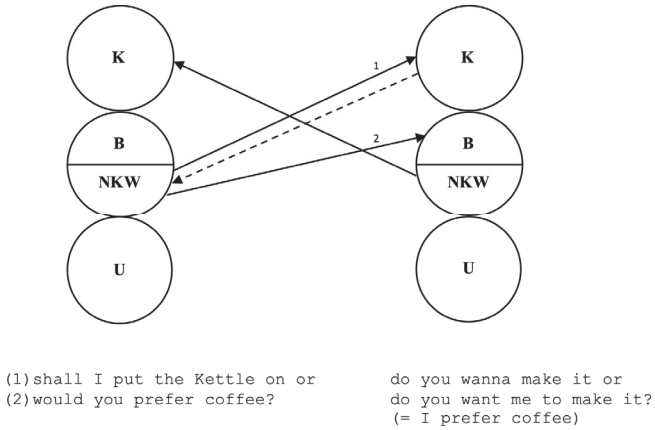 K
K
1
B
B
2
NKW
NKW
U
U
(1)shall I put the Kettle on or
do you wanna make it or
(2)would you prefer coffee?
do you want me to make it?
(= I prefer coffee)